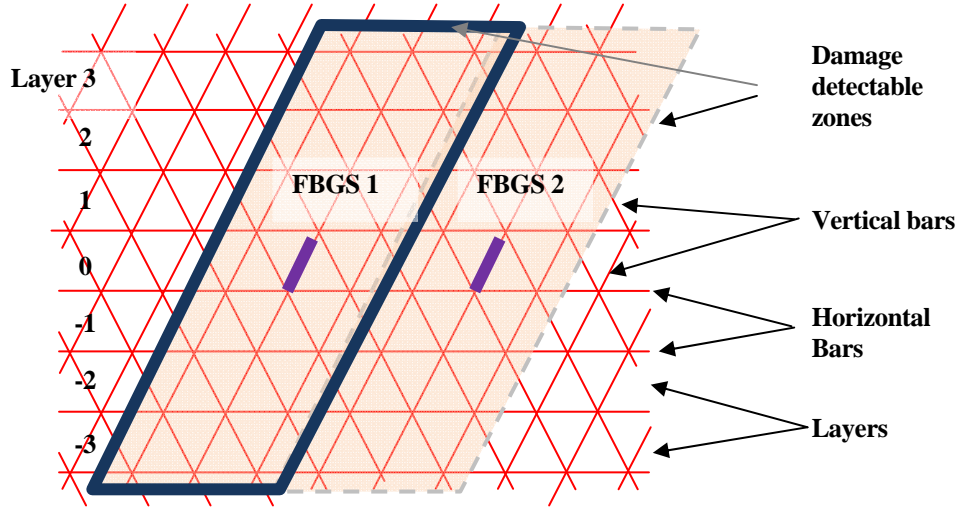 Layer 3
2
1
0
-1
-2
-3
FBGS 1
FBGS 2
Damage
detectable
zones
Vertical bars
Horizontal
Bars
Layers